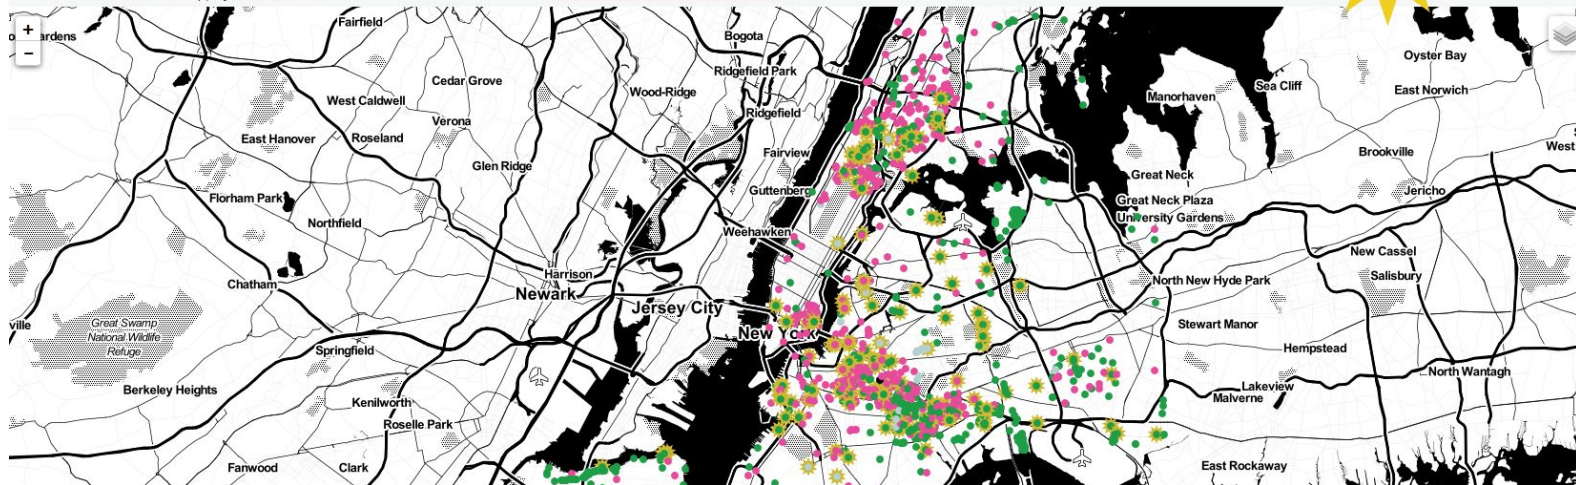 +
−
Fairfield
Bogota
Oyster Bay
Ridgefield Park
Cedar Grove
Sea Cliff
Wood-Ridge
East Norwich
Manorhaven
West Caldwell
Ridgefield
Verona
East Hanover
Roseland
West
Fairview
Brookville
Glen Ridge
Great Neck
Guttenberg
Jericho
Florham Park
Great Neck Plaza
University Gardens
Northfield
Weehawken
New Cassel
Harrison
Salisbury
North New Hyde Park
Chatham
Newark
Jersey City
Great Swamp
National Wildlife
Refuge
ville
Stewart Manor
New York
Springfield
Hempstead
North Wantagh
Berkeley Heights
Lakeview
Malverne
Kenilworth
Roselle Park
Fanwood
Clark
East Rockaway